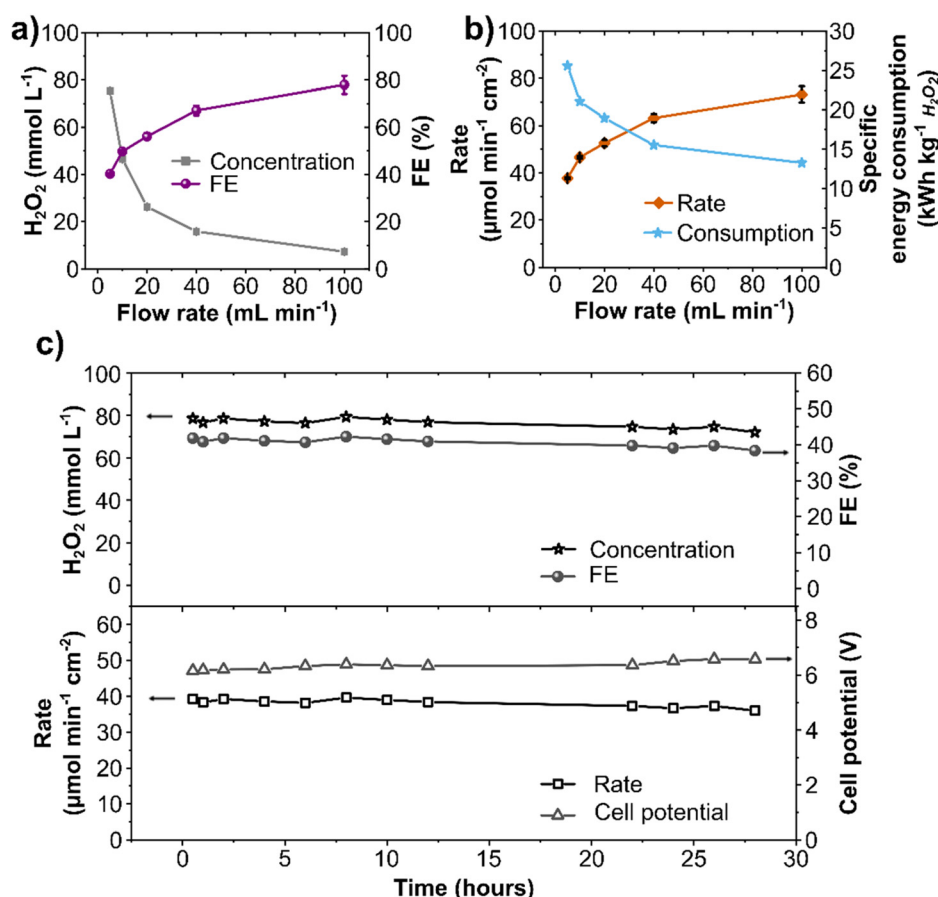 a)
H₂O₂ (mmol L⁻¹)
100
80
60
40
20
0
Concentration
FE
100
80
60
40
20
0
FE (%)
0 20 40 60 80 100
Flow rate (mL min⁻¹)
b)
Rate
(μmol min⁻¹ cm⁻²)
100
80
60
40
20
0
Rate
Consumption
30
25
20
15
10
5
0
Specific
energy consumption
(kWh kg⁻¹ H₂O₂)
0 20 40 60 80 100
Flow rate (mL min⁻¹)
c)
H₂O₂ (mmol L⁻¹)
100
80
60
40
20
0
Concentration
FE
60
50
40
30
20
10
0
FE (%)
Rate
(μmol min⁻¹ cm⁻²)
60
50
40
30
20
10
0
Rate
Cell potential
8
6
4
2
0
Cell potential (V)
0 5 10 15 20 25 30
Time (hours)